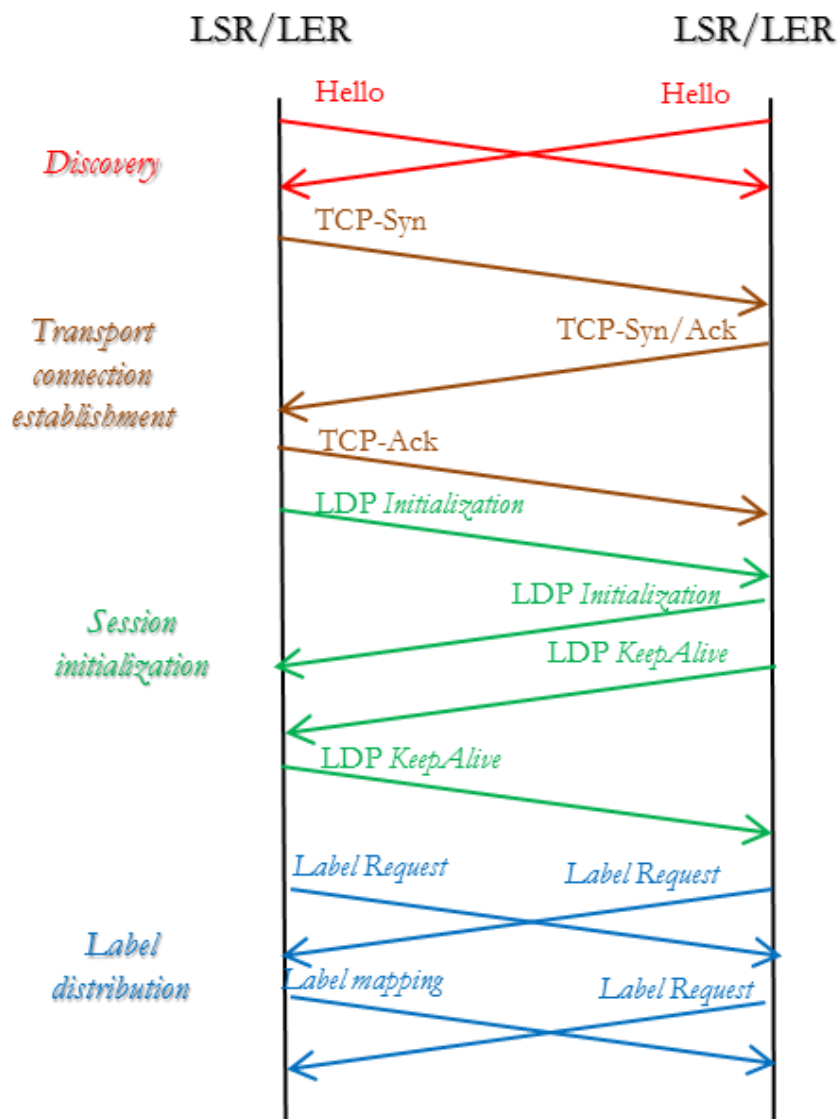 LSR/LER
LSR/LER
Hello
Hello
Discovery
TCP-Syn
TCP-Syn/Ack
Transport
connection
establishment
TCP-Ack
LDP Initialization
LDP Initialization
Session
initialization
LDP KeepAlive
LDP KeepAlive
Label Request
Label Request
Label
distribution
Label mapping
Label Request